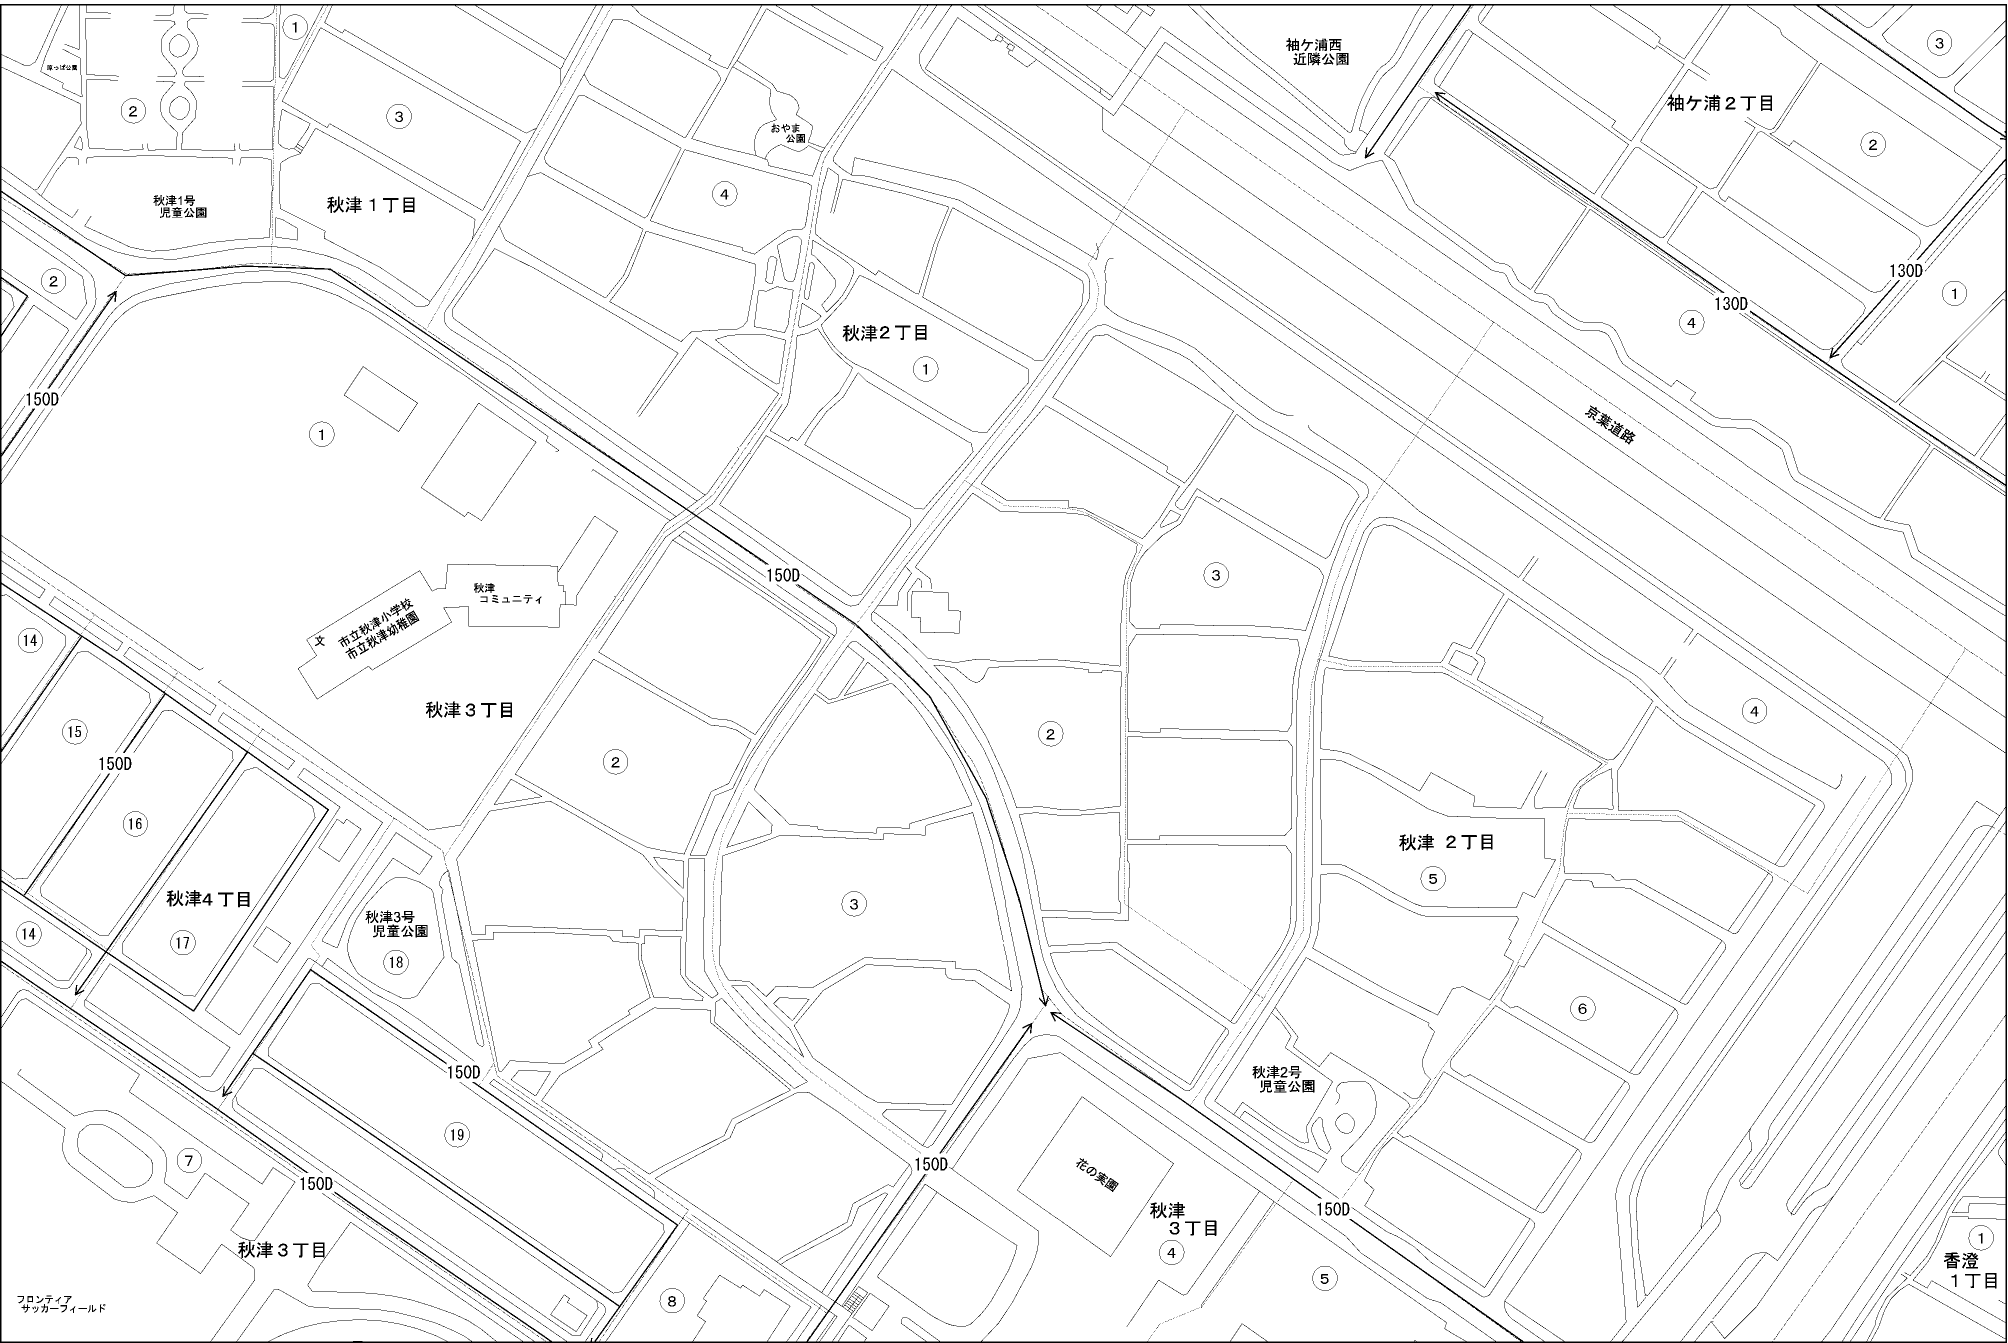 1
3
袖ケ浦西
近隣公園
原っぱ公園
袖ケ浦２丁目
2
3
おやま
公園
2
4
秋津1号
児童公園
秋津１丁目
130D
2
1
130D
4
秋津２丁目
1
150D
京葉道路
1
150D
3
秋津
コミュニティ
文
市立秋津小学校
市立秋津幼稚園
14
秋津３丁目
4
15
2
2
150D
16
秋津 ２丁目
5
秋津４丁目
3
秋津3号
児童公園
14
17
18
6
150D
秋津2号
児童公園
19
7
150D
花の実園
150D
150D
秋津
３丁目
4
1
秋津３丁目
香澄
１丁目
5
8
フロンティア
サッカーフィールド